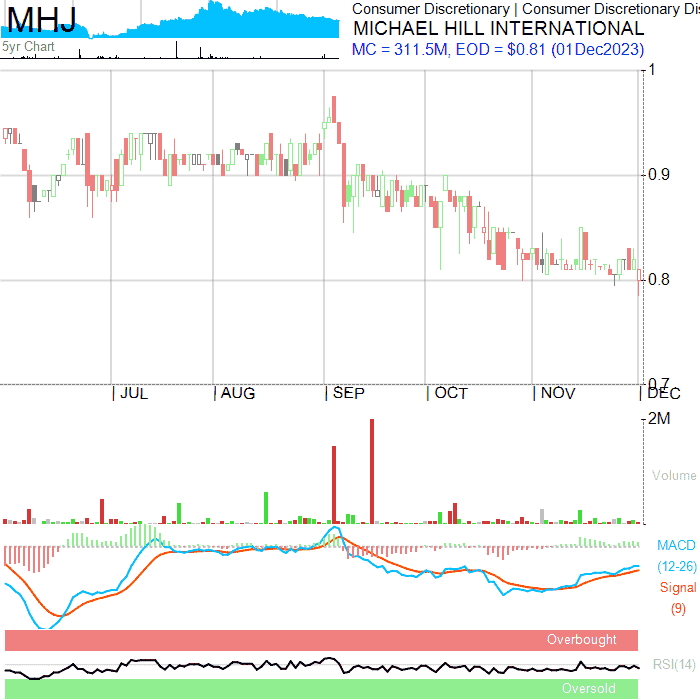 MHJ
5yr Chart
Consumer Discretionary | Consumer Discretionary Dis
MICHAEL HILL INTERNATIONAL
MC = 311.5M, EOD = $0.81 (01Dec2023)
1
0.9
0.8
0.7
JUL
AUG
SEP
OCT
NOV
DEC
2M
Volume
MACD
(12-26)
Signal
(9)
Overbought
RSI(14)
Oversold